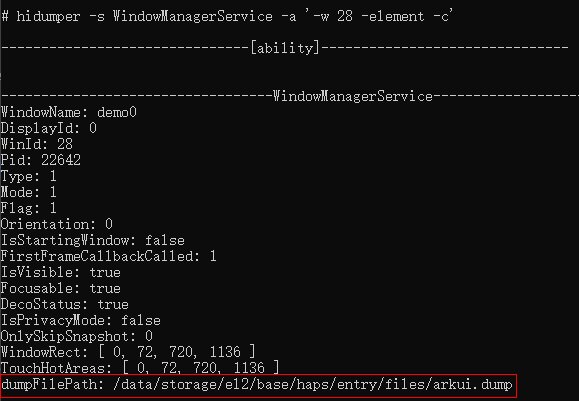 # hidumper -s WindowManagerService -a '-w 28 -element -c'
-------------------------------[ability]-------------------------------
----------------------------------WindowManagerService------------------
WindowName: demo0
DisplayId: 0
WinId: 28
Pid: 22642
Type: 1
Mode: 1
Flag: 1
Orientation: 0
IsStartingWindow: false
FirstFrameCallbackCalled: 1
IsVisible: true
Focusable: true
DecoStatus: true
IsPrivacyMode: false
OnlySkipSnapshot: 0
WindowRect: [ 0, 72, 720, 1136 ]
TouchHotAreas: [ 0, 72, 720, 1136 ]
dumpFilePath: /data/storage/el2/base/haps/entry/files/arkui.dump